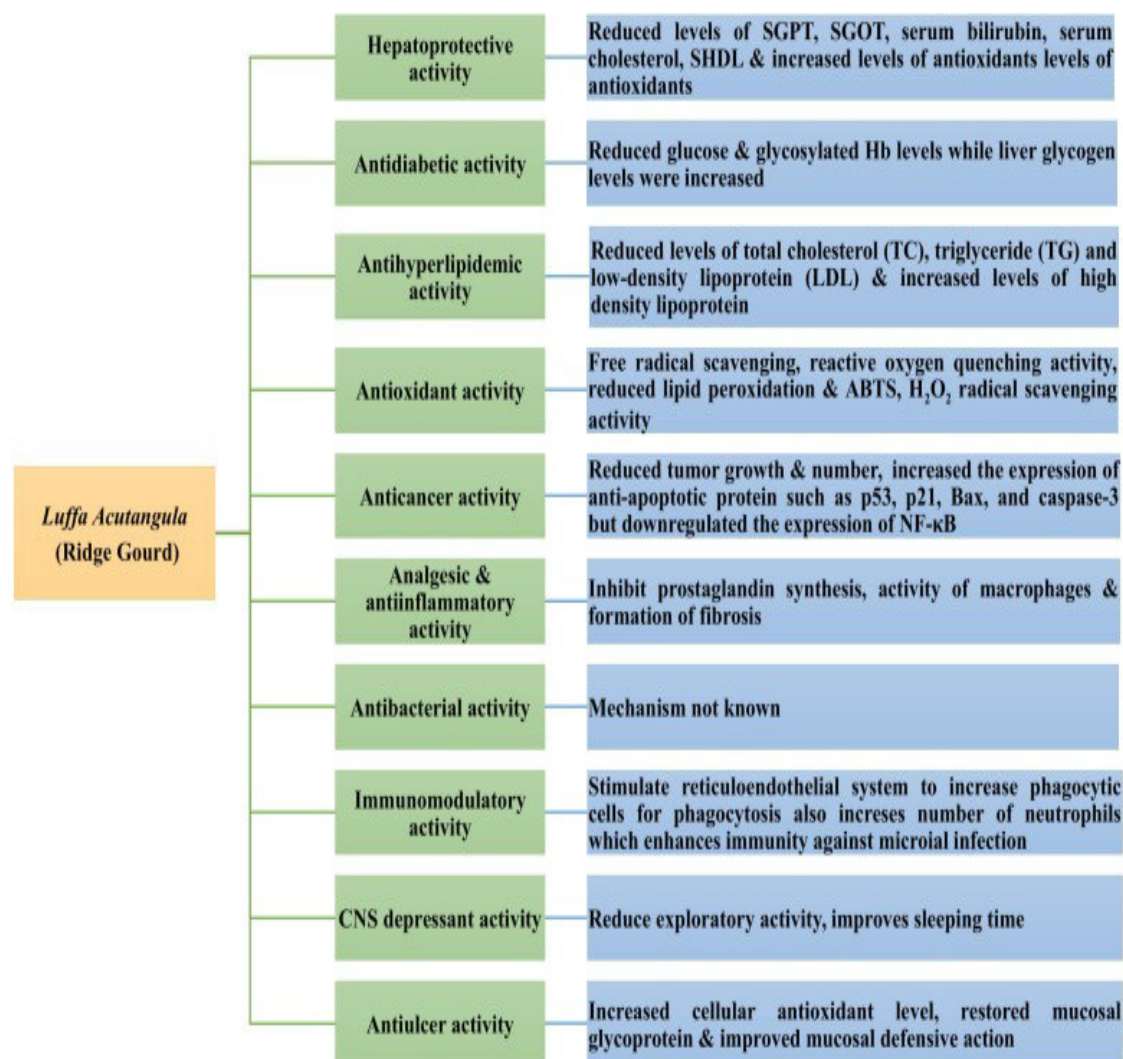 Luffa Acutangula
(Ridge Gourd)
Hepatoprotective
activity
Reduced levels of SGPT, SGOT, serum bilirubin, serum
cholesterol, SHDL & increased levels of antioxidants levels of
antioxidants
Antidiabetic activity
Reduced glucose & glycosylated Hb levels while liver glycogen
levels were increased
Antihyperlipidemic
activity
Reduced levels of total cholesterol (TC), triglyceride (TG) and
low-density lipoprotein (LDL) & increased levels of high
density lipoprotein
Antioxidant activity
Free radical scavenging, reactive oxygen quenching activity,
reduced lipid peroxidation & ABTS, H₂O₂ radical scavenging
activity
Anticancer activity
Reduced tumor growth & number, increased the expression of
anti-apoptotic protein such as p53, p21, Bax, and caspase-3
but downregulated the expression of NF-κB
Analgesic &
antiinflammatory
activity
Inhibit prostaglandin synthesis, activity of macrophages &
formation of fibrosis
Antibacterial activity
Mechanism not known
Immunomodulatory
activity
Stimulate reticuloendothelial system to increase phagocytic
cells for phagocytosis also increses number of neutrophils
which enhances immunity against microial infection
CNS depressant activity
Reduce exploratory activity, improves sleeping time
Antiulcer activity
Increased cellular antioxidant level, restored mucosal
glycoprotein & improved mucosal defensive action